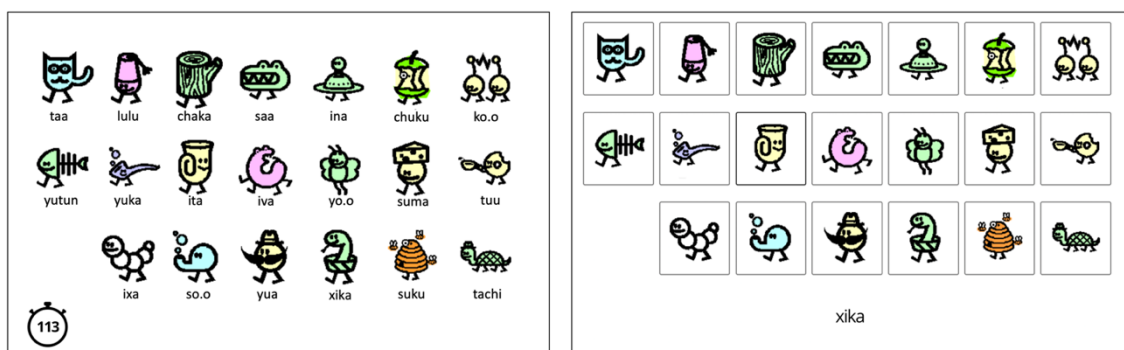 taa lulu chaka saa ina chuku ko.o
yutun yuka ita iva yo.o suma tuu
ixa so.o yua xika suku tachi
113
xika